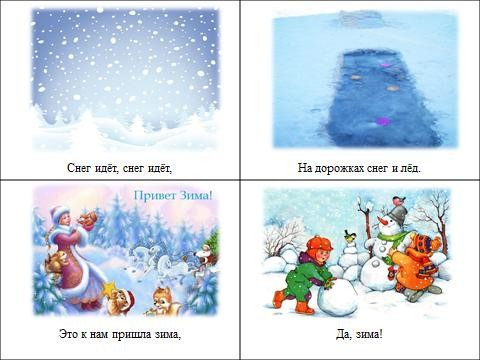 Снег идёт, снег идёт,
На дорожках снег и лёд.
Привет Зима!
Это к нам пришла зима,
Да, зима!